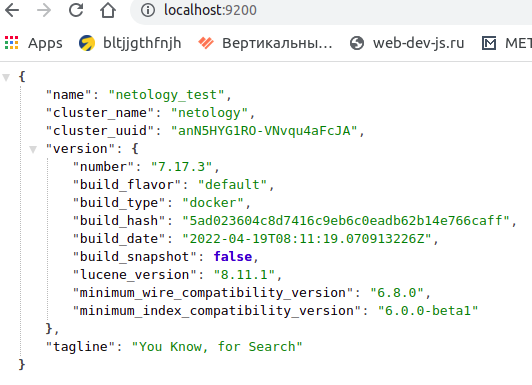 localhost:9200
Apps bltjjgthfnjh Вертикальны web-dev-js.ru МЕТ
{
"name": "netology_test",
"cluster_name": "netology",
"cluster_uuid": "anN5HYG1RO-VNvqu4aFcJA",
"version": {
"number": "7.17.3",
"build_flavor": "default",
"build_type": "docker",
"build_hash": "5ad023604c8d7416c9eb6c0eadb62b14e766caff",
"build_date": "2022-04-19T08:11:19.070913226Z",
"build_snapshot": false,
"lucene_version": "8.11.1",
"minimum_wire_compatibility_version": "6.8.0",
"minimum_index_compatibility_version": "6.0.0-beta1"
},
"tagline": "You Know, for Search"
}